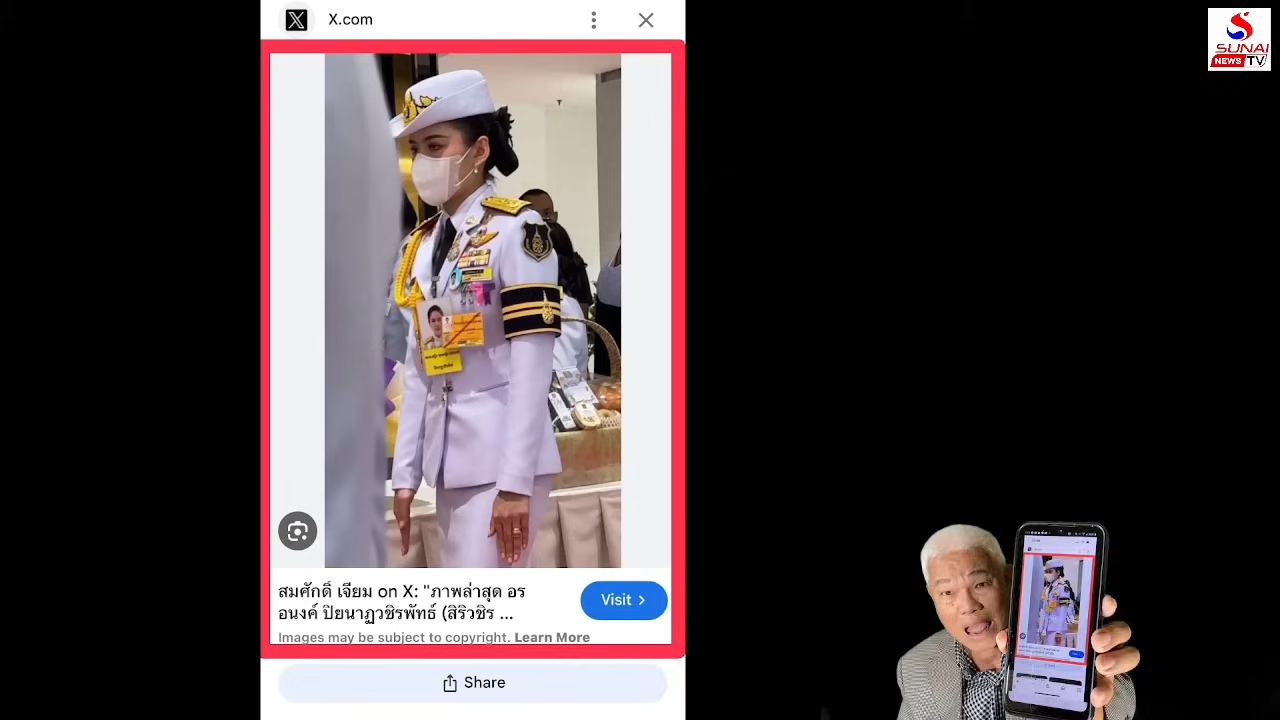 X.com
SUNAI
NEWS TV
สมศักดิ์ เจียม on X: "ภาพล่าสุด อร
อนงค์ ปิยนาฏวชิรพัทธ์ (สิริวชิร ...
Visit
Images may be subject to copyright. Learn More
Share